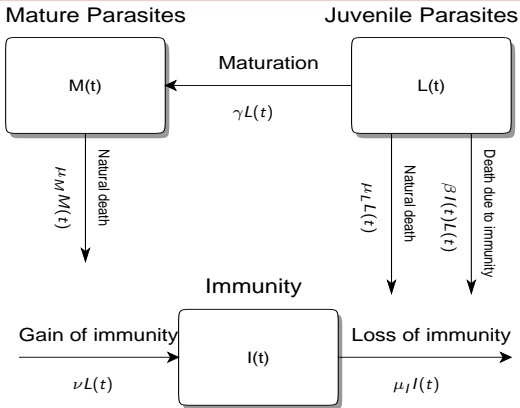 Mature Parasites
Juvenile Parasites
M(t)
Maturation
γL(t)
L(t)
Natural death
μ_M M(t)
Natural death
μ_L L(t)
Death due to immunity
βI(t)L(t)
Immunity
Gain of immunity
νL(t)
I(t)
Loss of immunity
μ_I I(t)